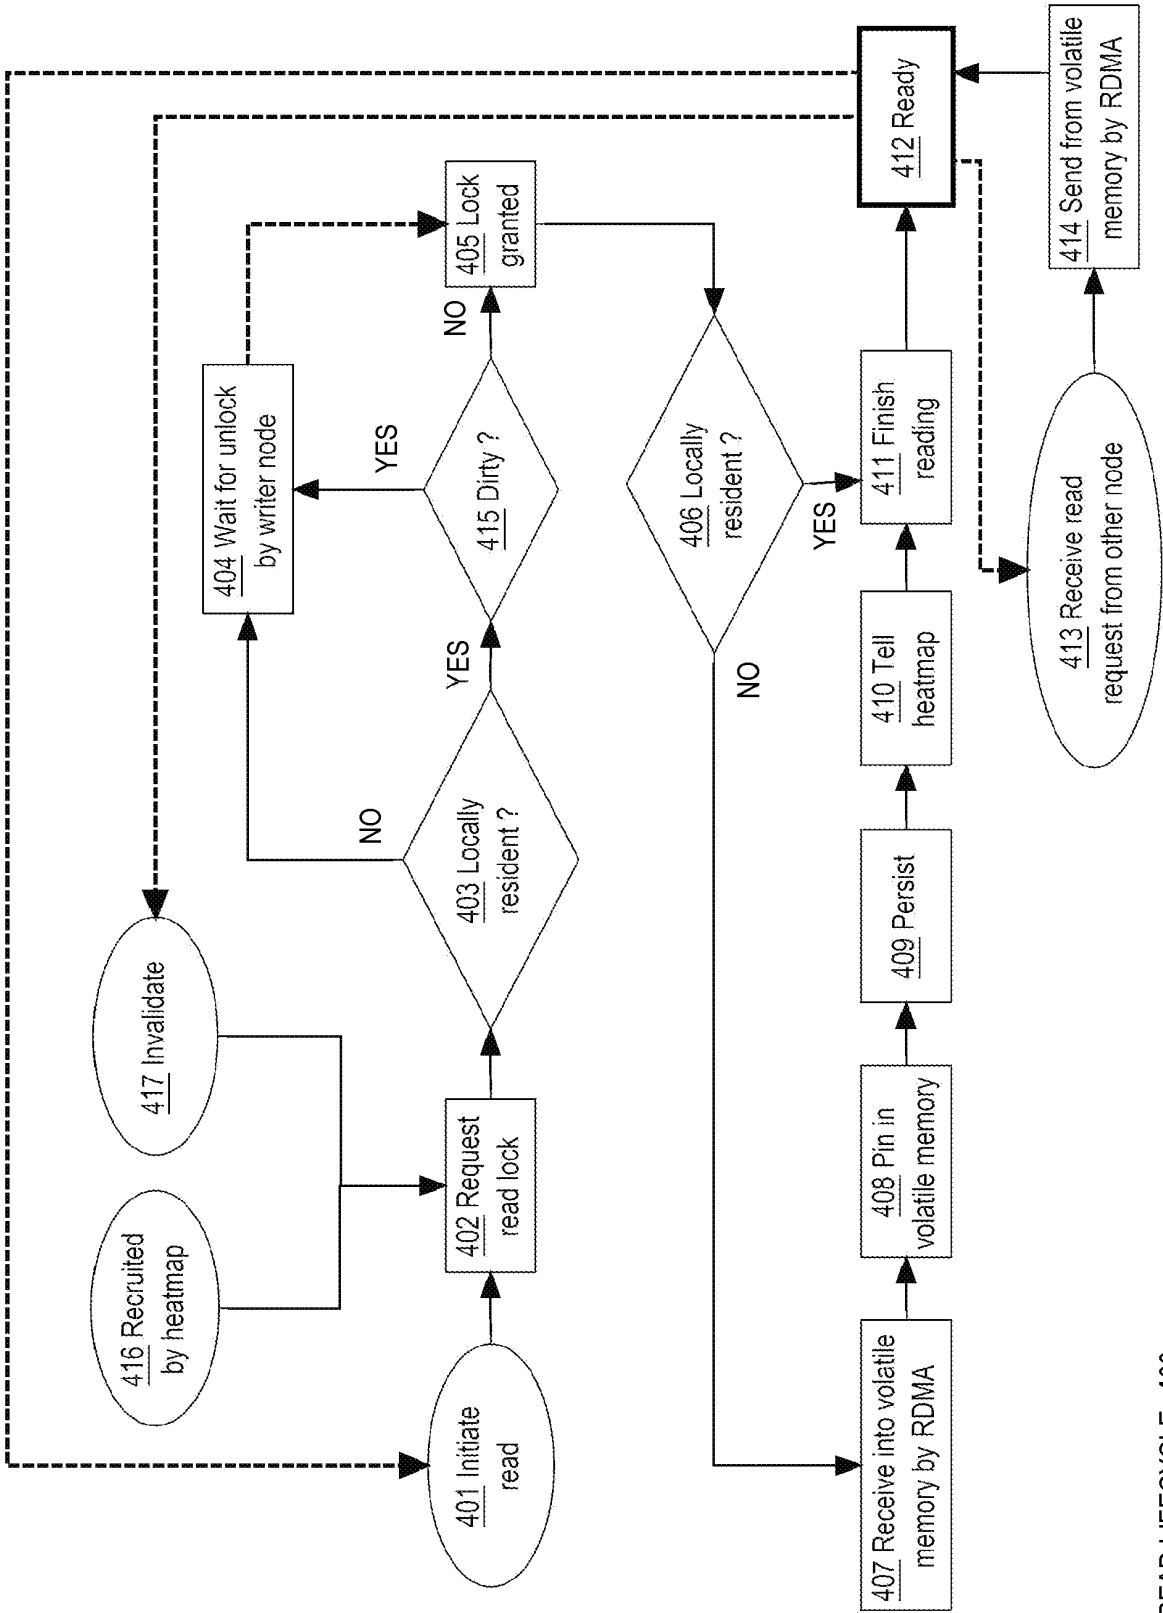 416 Recruited
by heatmap
417 Invalidate
404 Wait for unlock
by writer node
401 Initiate
read
402 Request
read lock
403 Locally
resident ?
NO
YES
415 Dirty ?
YES
NO
405 Lock
granted
406 Locally
resident ?
NO
YES
407 Receive into volatile
memory by RDMA
408 Pin in
volatile memory
409 Persist
410 Tell
heatmap
411 Finish
reading
412 Ready
413 Receive read
request from other node
414 Send from volatile
memory by RDMA